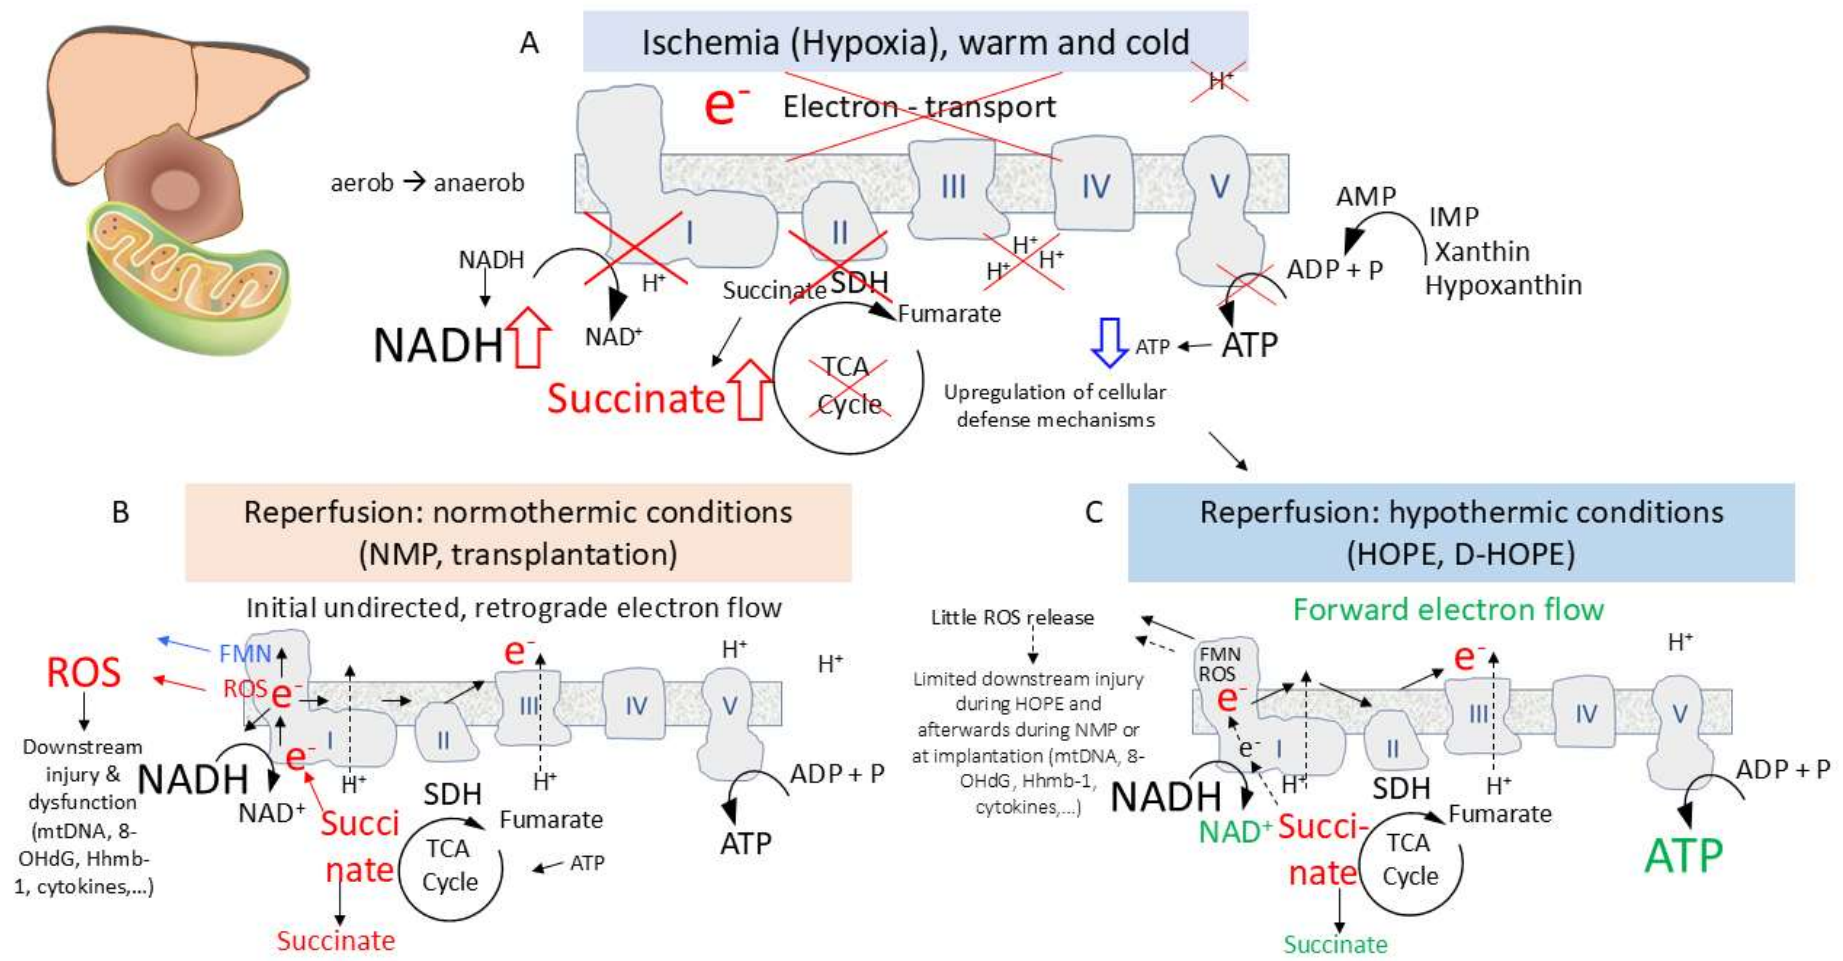 A
Ischemia (Hypoxia), warm and cold
H⁺
e⁻
Electron - transport
aerob → anaerob
I
II
III
IV
V
NADH
NADH
NAD⁺
H⁺
Succinate
SDH
Fumarate
H⁺
H⁺
H⁺
AMP
IMP
Xanthin
Hypoxanthin
ADP + P
ATP
ATP
Succinate
TCA
Cycle
Upregulation of cellular
defense mechanisms
B
Reperfusion: normothermic conditions
(NMP, transplantation)
Initial undirected, retrograde electron flow
ROS
FMN
ROS
e⁻
e⁻
e⁻
H⁺
H⁺
I
II
III
IV
V
Downstream
injury &
dysfunction
(mtDNA, 8-
OHdG, Hhmb-
1, cytokines,...)
NADH
NAD⁺
H⁺
H⁺
SDH
Succi
nate
Succinate
TCA
Cycle
Fumarate
ATP
ADP + P
ATP
C
Reperfusion: hypothermic conditions
(HOPE, D-HOPE)
Forward electron flow
Little ROS release
Limited downstream injury
during HOPE and
afterwards during NMP or
at implantation (mtDNA, 8-
OHdG, Hhmb-1,
cytokines,...)
FMN
ROS
e⁻
e⁻
e⁻
H⁺
I
II
III
IV
V
NADH
NAD⁺
H⁺
H⁺
SDH
Succi-
nate
Succinate
TCA
Cycle
Fumarate
ADP + P
ATP